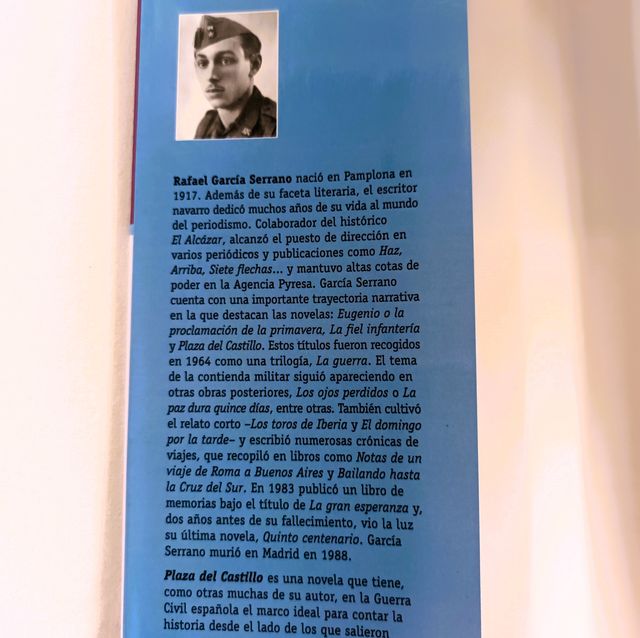 Rafael García Serrano nació en Pamplona en
1917. Además de su faceta literaria, el escritor
navarro dedicó muchos años de su vida al mundo
del periodismo. Colaborador del histórico
El Alcázar, alcanzó el puesto de dirección en
varios periódicos y publicaciones como Haz,
Arriba, Siete flechas... y mantuvo altas cotas de
poder en la Agencia Pyresa. García Serrano
cuenta con una importante trayectoria narrativa
en la que destacan las novelas: Eugenio o la
proclamación de la primavera, La fiel infantería
y Plaza del Castillo. Estos títulos fueron recogidos
en 1964 como una trilogía, La guerra. El tema
de la contienda militar siguió apareciendo en
otras obras posteriores, Los ojos perdidos o La
paz dura quince días, entre otras. También cultivó
el relato corto –Los toros de Iberia y El domingo
por la tarde– y escribió numerosas crónicas de
viajes, que recopiló en libros como Notas de un
viaje de Roma a Buenos Aires y Bailando hasta
la Cruz del Sur. En 1983 publicó un libro de
memorias bajo el título de La gran esperanza y,
dos años antes de su fallecimiento, vio la luz
su última novela, Quinto centenario. García
Serrano murió en Madrid en 1988.
Plaza del Castillo es una novela que tiene,
como otras muchas de su autor, en la Guerra
Civil española el marco ideal para contar la
historia desde el lado de los que salieron